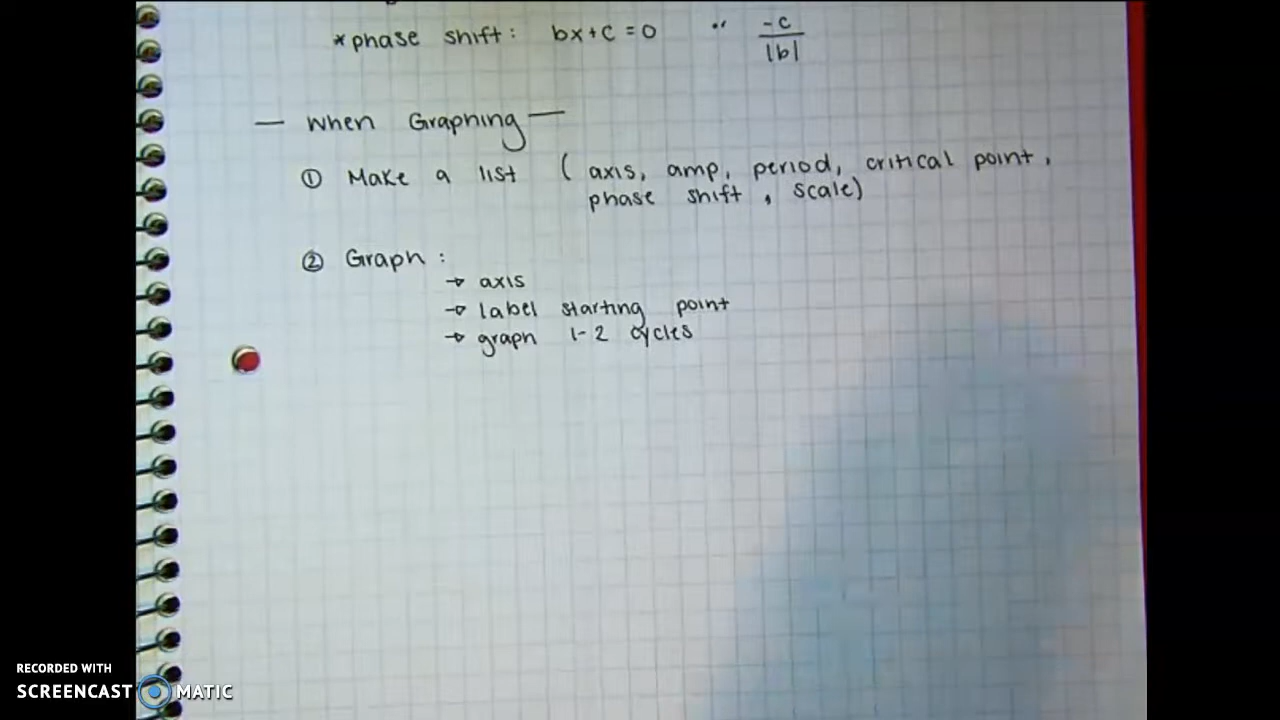 *phase shift: bx+c=0 or -c/|b|
— When Graphing —
① Make a list (axis, amp, period, critical point,
phase shift, scale)
② Graph:
→ axis
→ label starting point
→ graph 1-2 cycles
RECORDED WITH
SCREENCAST MATIC